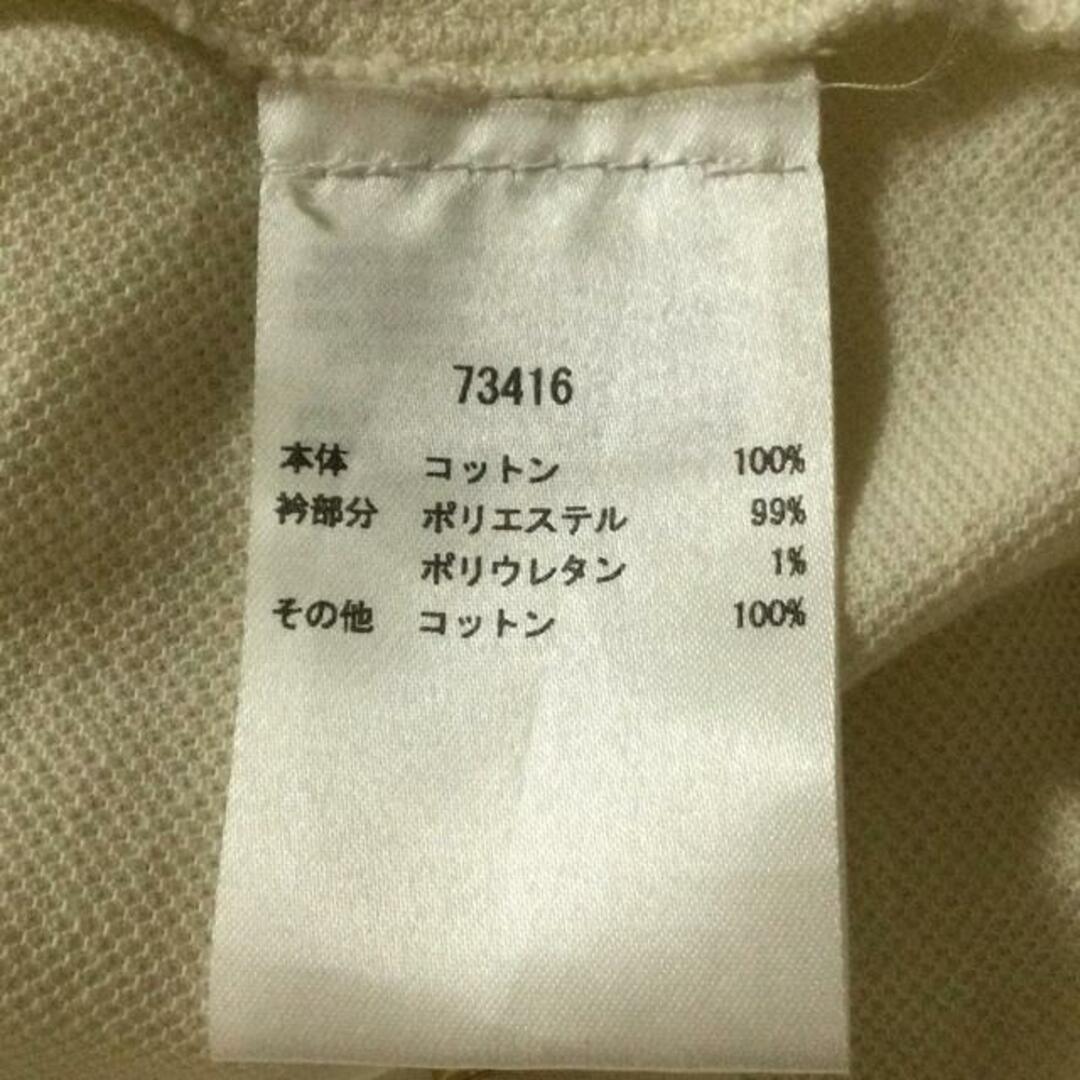 73416
本体 コットン 100%
衿部分 ポリエステル 99%
ポリウレタン 1%
その他 コットン 100%